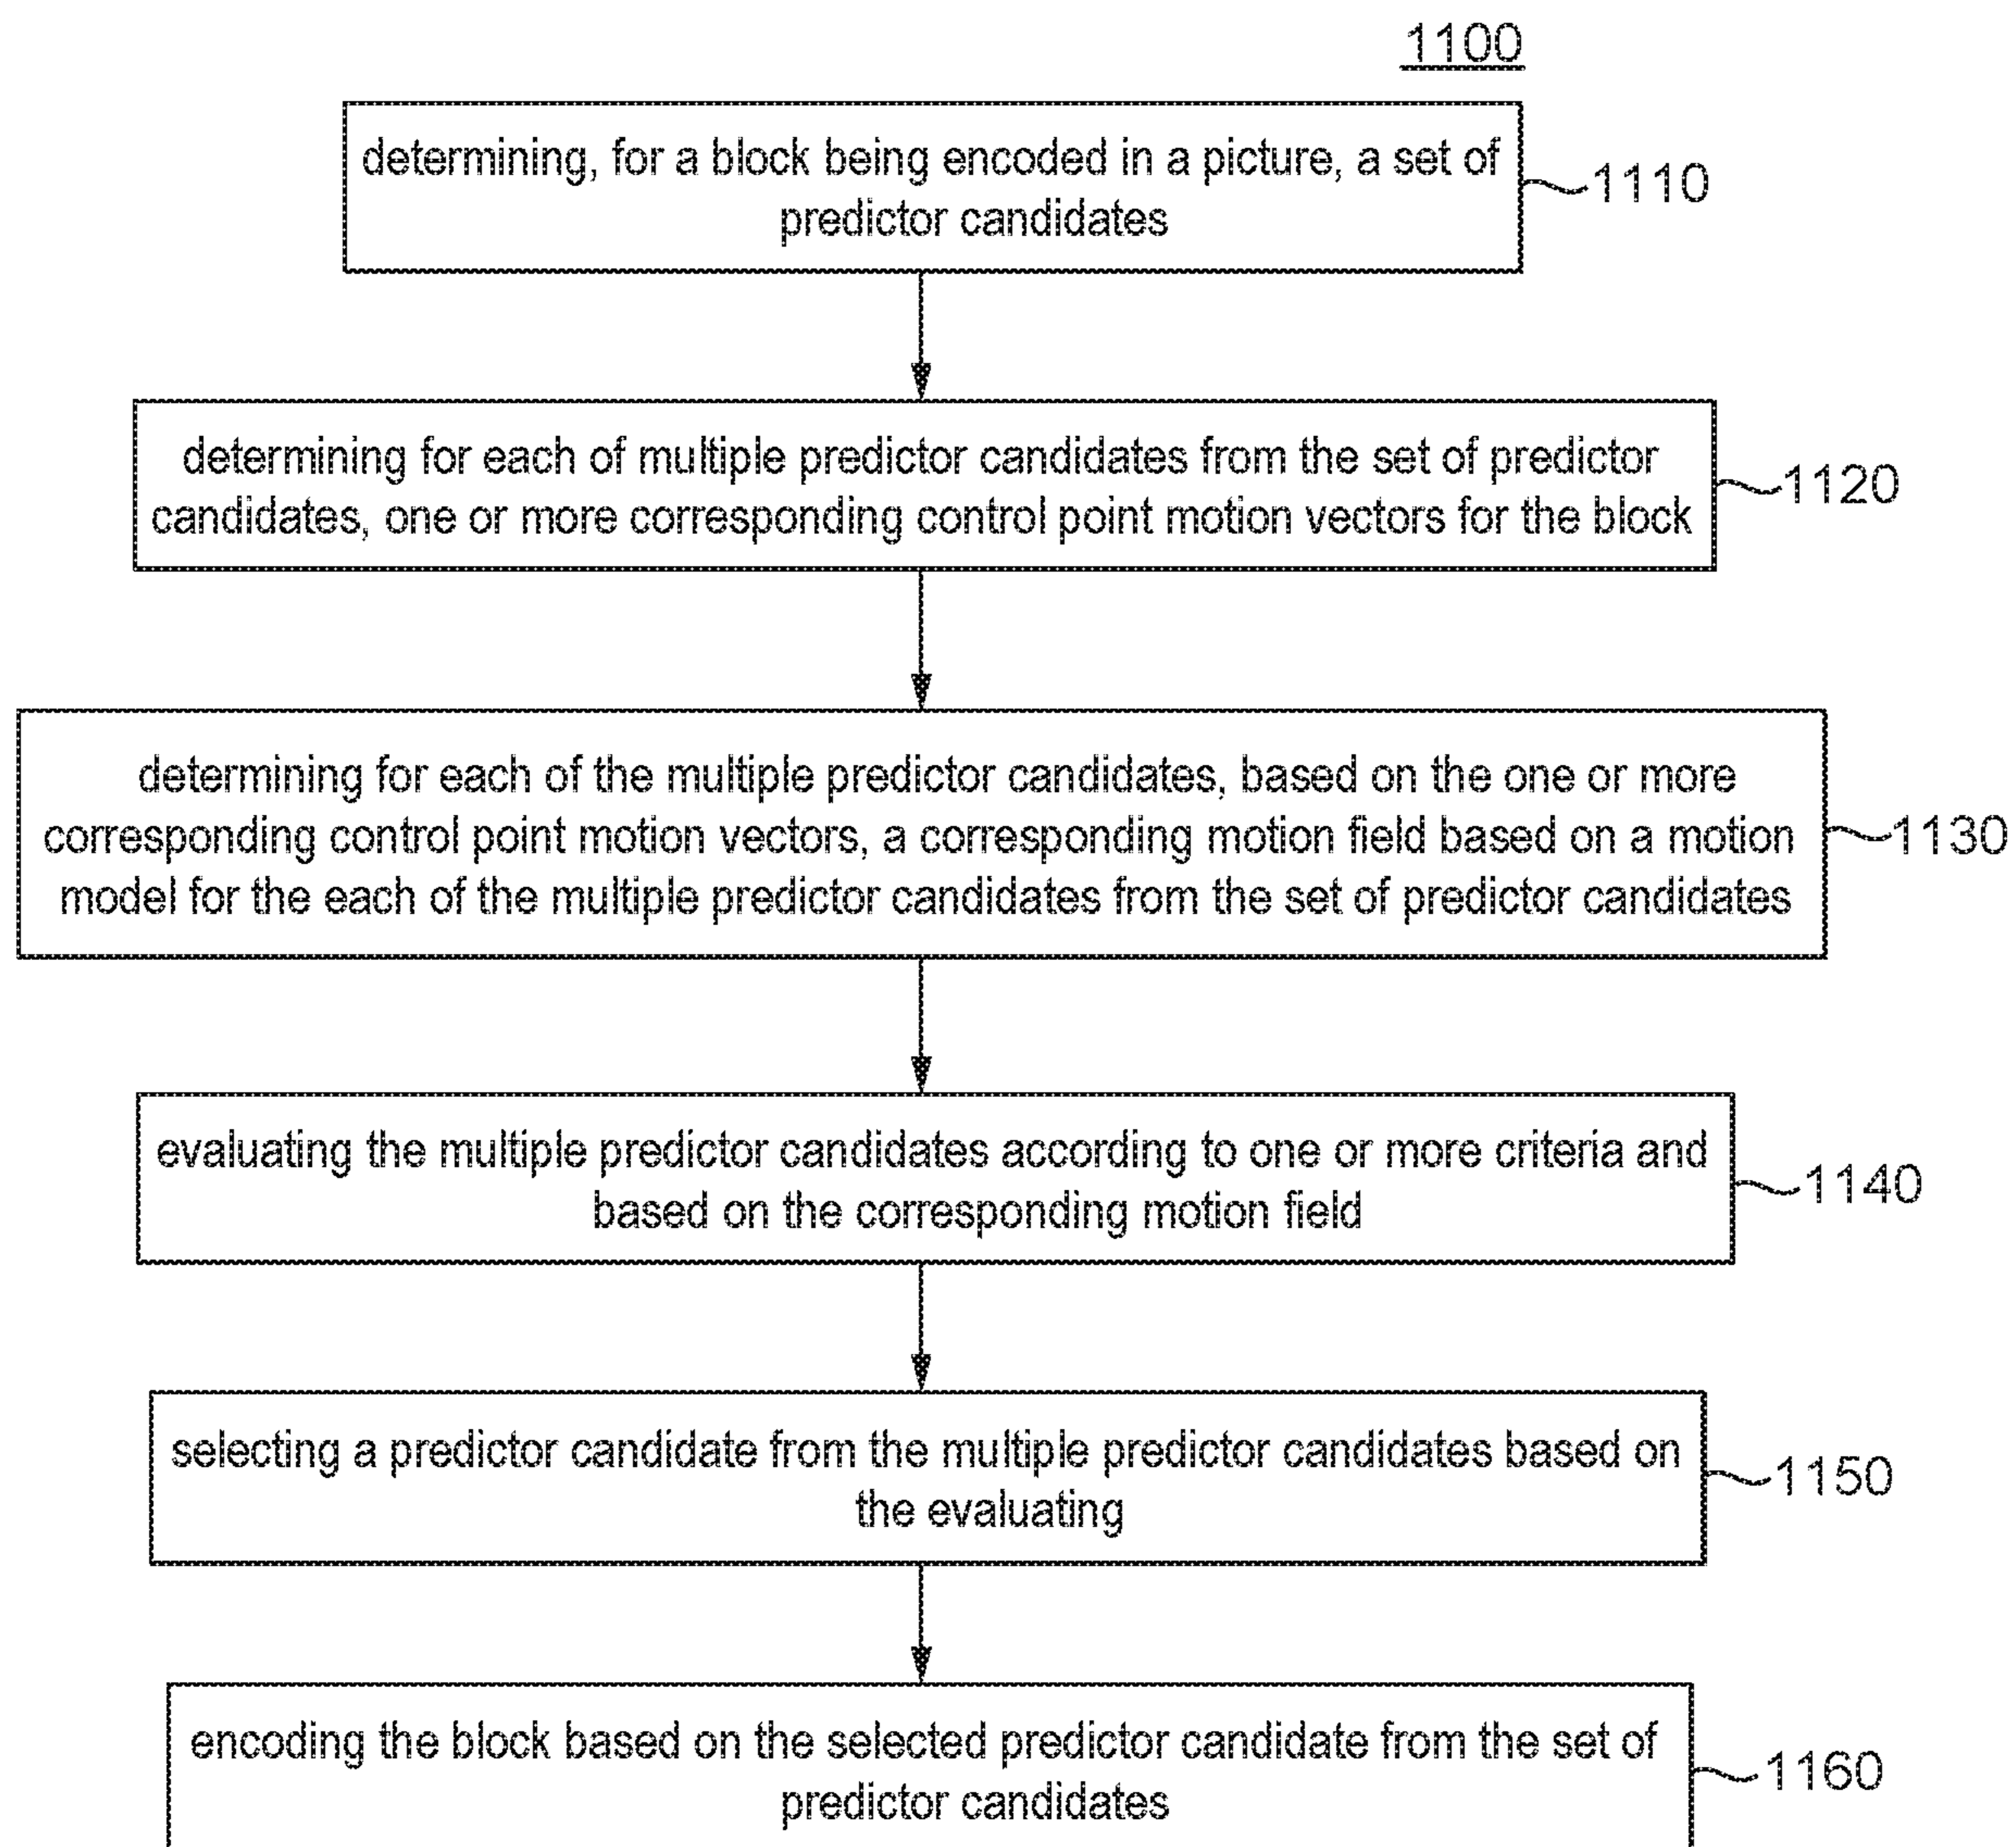 1100
determining, for a block being encoded in a picture, a set of
predictor candidates
1110
determining for each of multiple predictor candidates from the set of predictor
candidates, one or more corresponding control point motion vectors for the block
1120
determining for each of the multiple predictor candidates, based on the one or more
corresponding control point motion vectors, a corresponding motion field based on a motion
model for the each of the multiple predictor candidates from the set of predictor candidates
1130
evaluating the multiple predictor candidates according to one or more criteria and
based on the corresponding motion field
1140
selecting a predictor candidate from the multiple predictor candidates based on
the evaluating
1150
encoding the block based on the selected predictor candidate from the set of
predictor candidates
1160